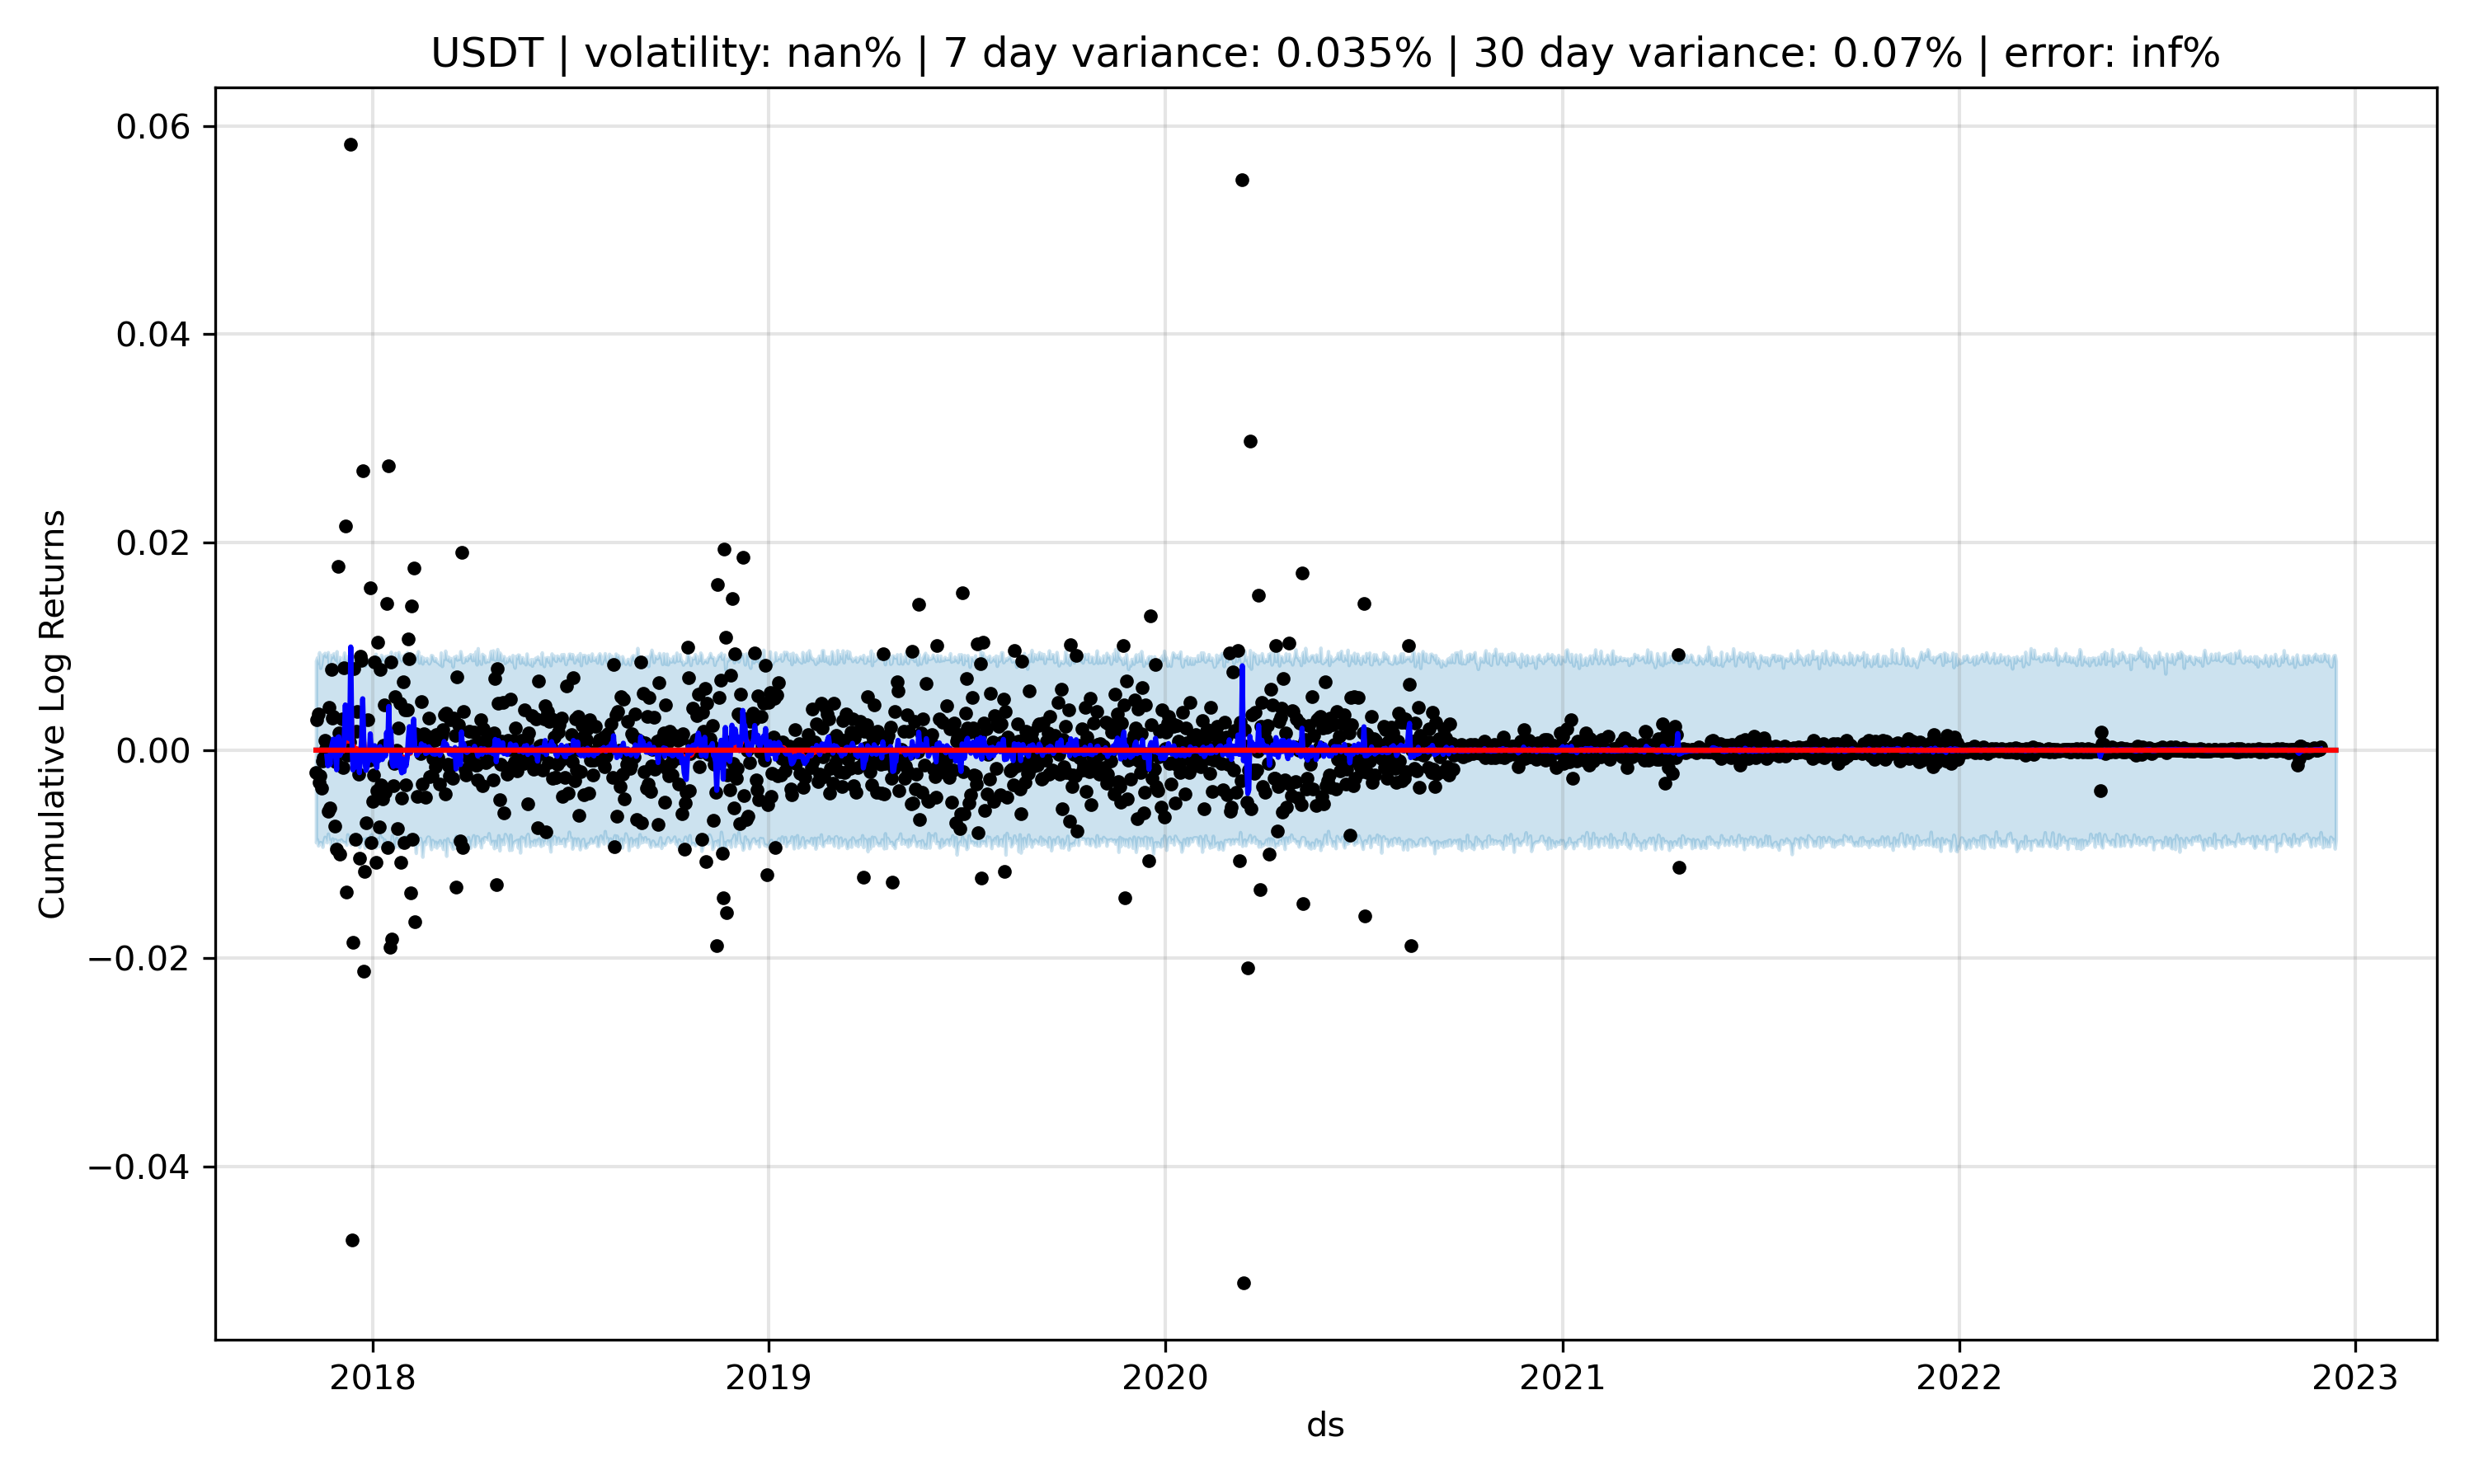 USDT | volatility: nan% | 7 day variance: 0.035% | 30 day variance: 0.07% | error: inf%
0.06
0.04
0.02
0.00
−0.02
−0.04
Cumulative Log Returns
2018 2019 2020 2021 2022 2023
ds